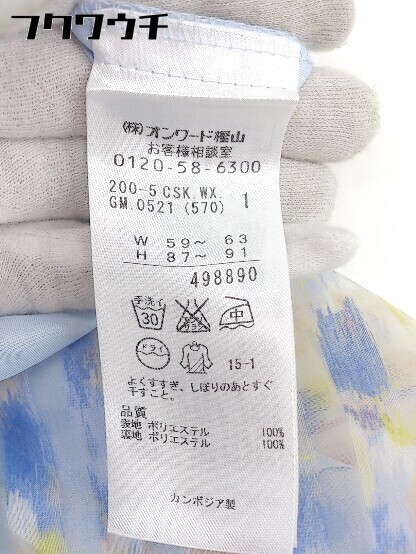 フクワウチ
(株)オンワード樫山
お客様相談室
0120-58-6300
200-5 CSK.WX. 1
GM.0521 (570)
W 59～ 63
H 87～ 91
498890
手洗イ
30
中
ドライ
15-1
よくすすぎ、しぼりのあとすぐ
干すこと。
品質
表地 ポリエステル 100%
裏地 ポリエステル 100%
カンボジア製